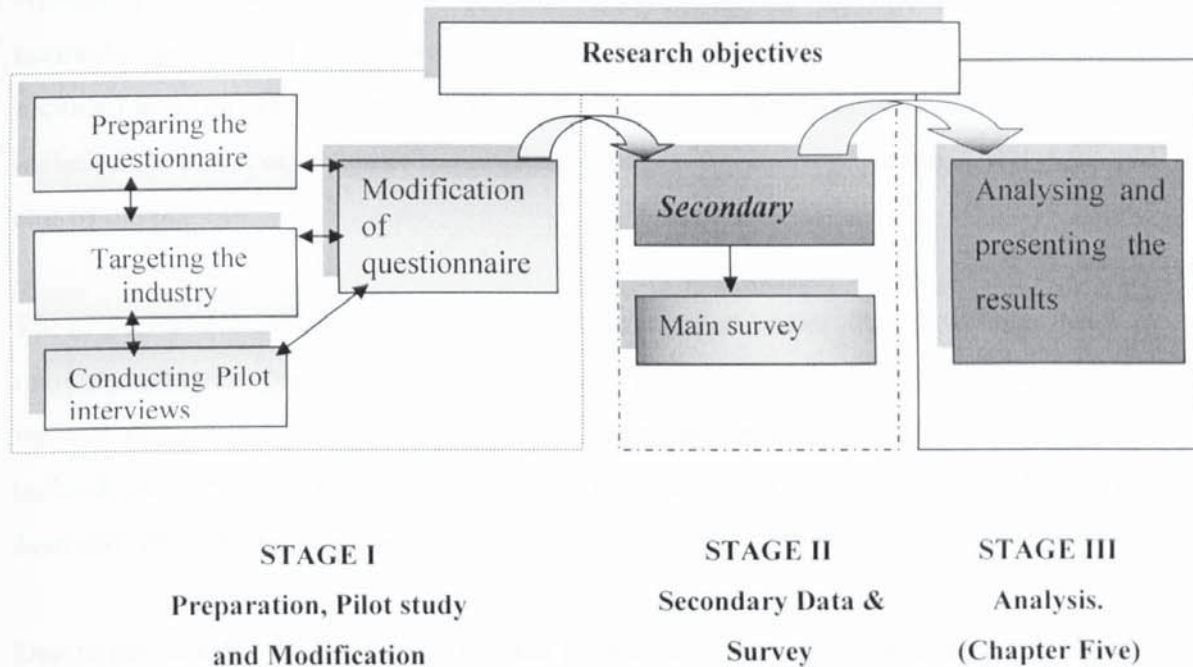 Research objectives
Preparing the
questionnaire
Targeting the
industry
Conducting Pilot
interviews
Modification
of
questionnaire
Secondary
Main survey
Analysing and
presenting the
results
STAGE I
Preparation, Pilot study
and Modification
STAGE II
Secondary Data &
Survey
STAGE III
Analysis.
(Chapter Five)